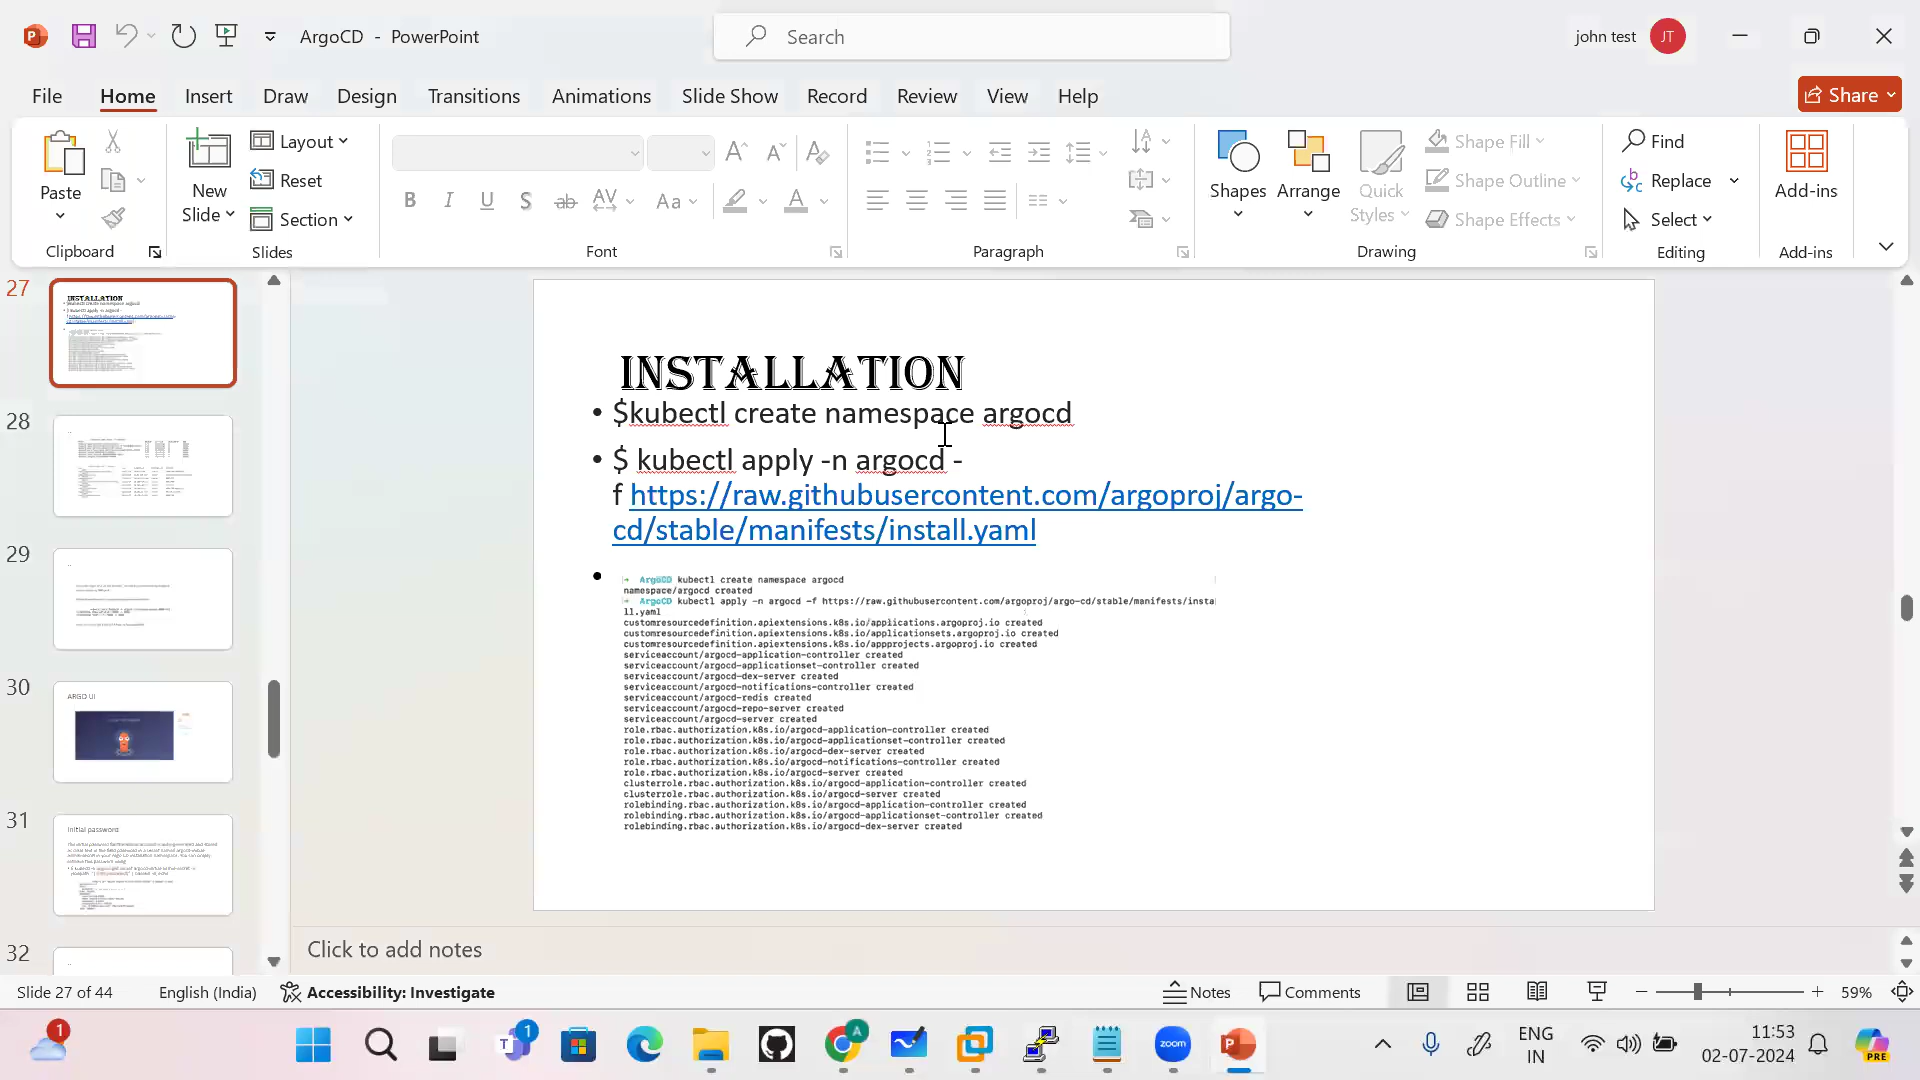 ArgoCD - PowerPoint
Search
john test
JT
File
Home
Insert
Draw
Design
Transitions
Animations
Slide Show
Record
Review
View
Help
Share
Paste
Clipboard
New
Slide
Layout
Reset
Section
Slides
Font
Paragraph
Shapes
Arrange
Quick
Styles
Shape Fill
Shape Outline
Shape Effects
Drawing
Find
Replace
Select
Editing
Add-ins
Add-ins
27
INSTALLATION
28
29
30
ARGO UI
31
Initial password
32
INSTALLATION
• $kubectl create namespace argocd
• $ kubectl apply -n argocd -
f https://raw.githubusercontent.com/argoproj/argo-
cd/stable/manifests/install.yaml
ArgoCD kubectl create namespace argocd
namespace/argocd created
ArgoCD kubectl apply -n argocd -f https://raw.githubusercontent.com/argoproj/argo-cd/stable/manifests/insta
ll.yaml
customresourcedefinition.apiextensions.k8s.io/applications.argoproj.io created
customresourcedefinition.apiextensions.k8s.io/applicationsets.argoproj.io created
customresourcedefinition.apiextensions.k8s.io/appprojects.argoproj.io created
serviceaccount/argocd-application-controller created
serviceaccount/argocd-applicationset-controller created
serviceaccount/argocd-dex-server created
serviceaccount/argocd-notifications-controller created
serviceaccount/argocd-redis created
serviceaccount/argocd-repo-server created
serviceaccount/argocd-server created
role.rbac.authorization.k8s.io/argocd-application-controller created
role.rbac.authorization.k8s.io/argocd-applicationset-controller created
role.rbac.authorization.k8s.io/argocd-dex-server created
role.rbac.authorization.k8s.io/argocd-notifications-controller created
role.rbac.authorization.k8s.io/argocd-server created
clusterrole.rbac.authorization.k8s.io/argocd-application-controller created
clusterrole.rbac.authorization.k8s.io/argocd-server created
rolebinding.rbac.authorization.k8s.io/argocd-application-controller created
rolebinding.rbac.authorization.k8s.io/argocd-applicationset-controller created
rolebinding.rbac.authorization.k8s.io/argocd-dex-server created
Click to add notes
Slide 27 of 44
English (India)
Accessibility: Investigate
Notes
Comments
59%
1
1
A
zoom
ENG
IN
11:53
02-07-2024
PRE